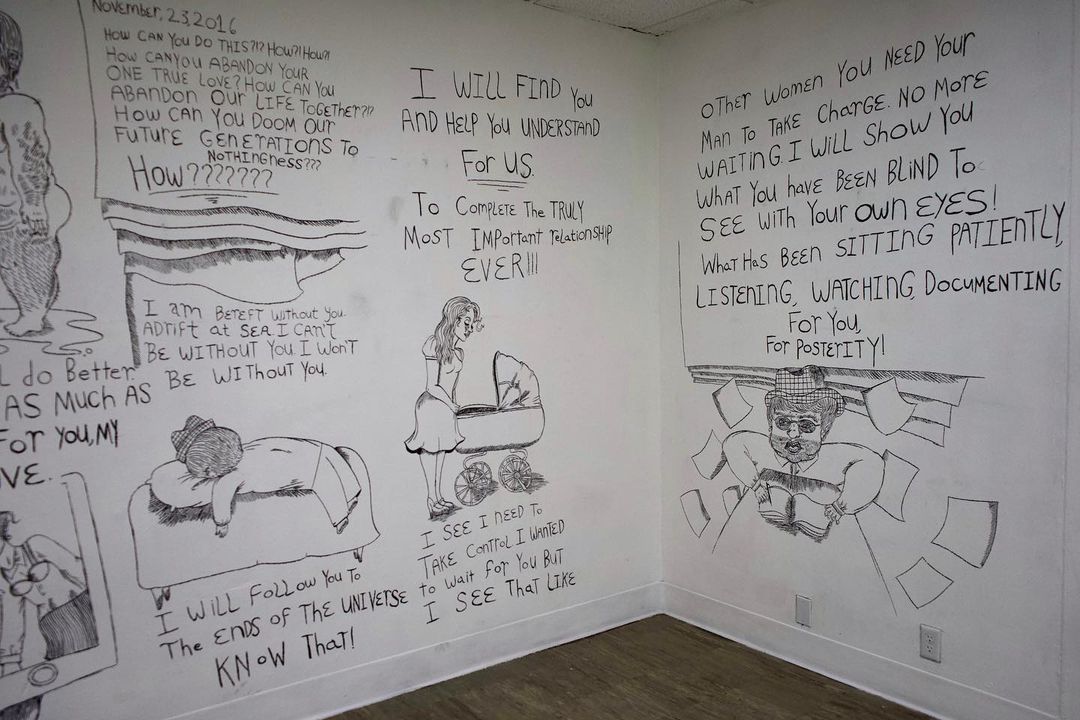 NOVEMBER, 23, 2016
HOW CAN YOU DO THIS?!? HOW?! HOW?!
HOW CAN YOU ABANDON YOUR
ONE TRUE LOVE? HOW CAN YOU
ABANDON OUR LIFE TOGETHER?!?
HOW CAN YOU DOOM OUR
FUTURE GENERATIONS TO
NOTHINGNESS???
HOW???????
I am BEREFT without you.
ADRIFT at SEA. I CAN'T
BE WITHOUT YOU. I WON'T
BE WITHOUT YOU.
do Better.
AS MUCH AS
FOR YOU, MY
I WILL FOLLOW YOU TO
The ENDS OF THE UNIVERSE
KNOW That!
I WILL FIND YOU
AND HELP YOU UNDERSTAND
For US.
To Complete The TRULY
MOST IMPortant relationSHIP
EVER!!!
I SEE I NEED TO
TAKE CONTROL I WANTED
to WAIT FOR YOU BUT
I SEE THAT LIKE
OTHER WOMEN YOU NEED YOUR
MAN TO TAKE CHARGE. NO MORE
WAITING. I WILL SHOW YOU
WHAT YOU HAVE BEEN BLIND TO
SEE WITH YOUR OWN EYES!
WHAT HAS BEEN SITTING PATIENTLY,
LISTENING, WATCHING, DOCUMENTING
FOR YOU,
FOR POSTERITY!